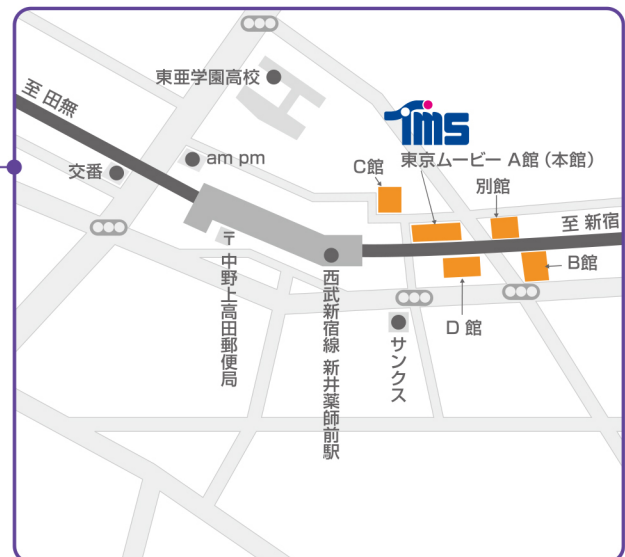 東亜学園高校
至 田無
TMS
am pm
交番
C館
東京ムービー A館（本館）
別館
至 新宿
〒 中野上高田郵便局
西武新宿線 新井薬師前駅
B館
D 館
サンクス